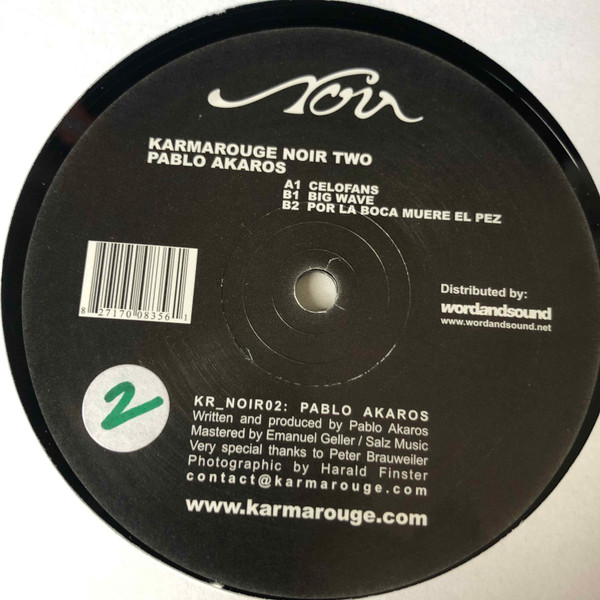 Noir
KARMAROUGE NOIR TWO
PABLO AKAROS
A1 CELOFANS
B1 BIG WAVE
B2 POR LA BOCA MUERE EL PEZ
8 27170 08356 1
Distributed by:
wordandsound
www.wordandsound.net
2
KR_NOIR02: PABLO AKAROS
Written and produced by Pablo Akaros
Mastered by Emanuel Geller / Salz Music
Very special thanks to Peter Brauweiler
Photographic by Harald Finster
contact@karmarouge.com
www.karmarouge.com